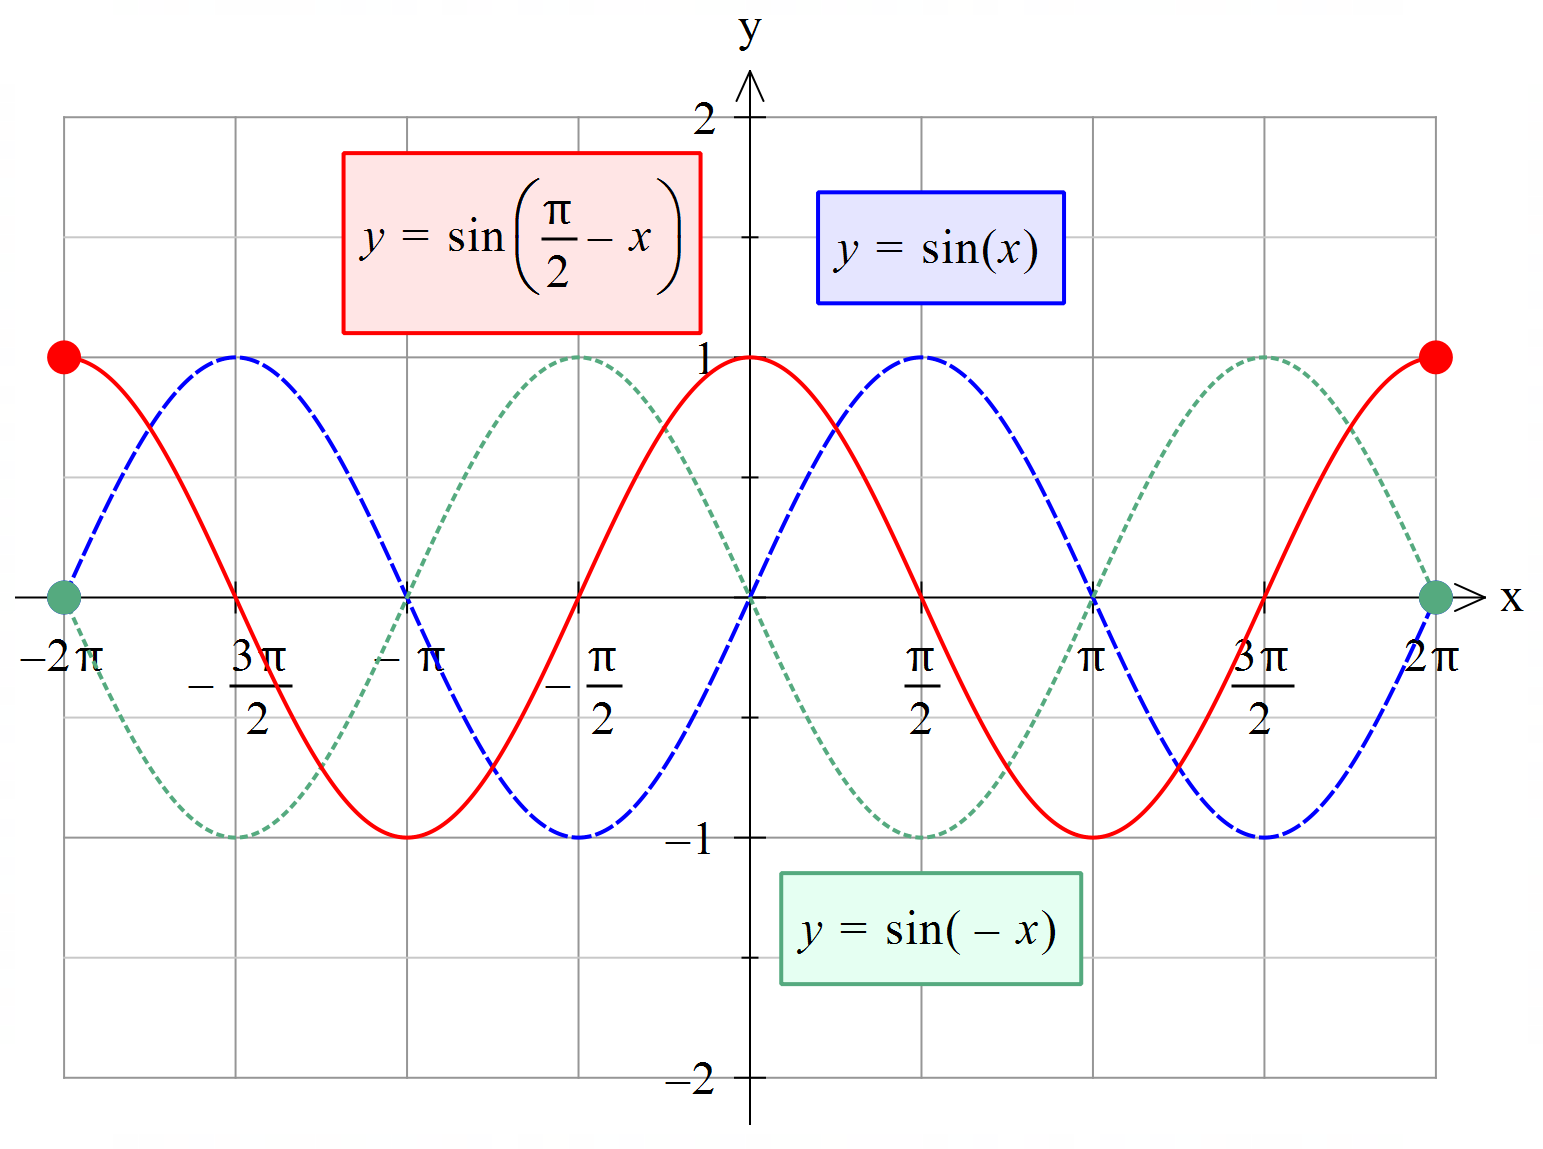 y
2
y = sin(π/2 − x)
y = sin(x)
1
x
−2π
− 3π/2
− π
− π/2
π/2
π
3π/2
2π
−1
y = sin( − x)
−2